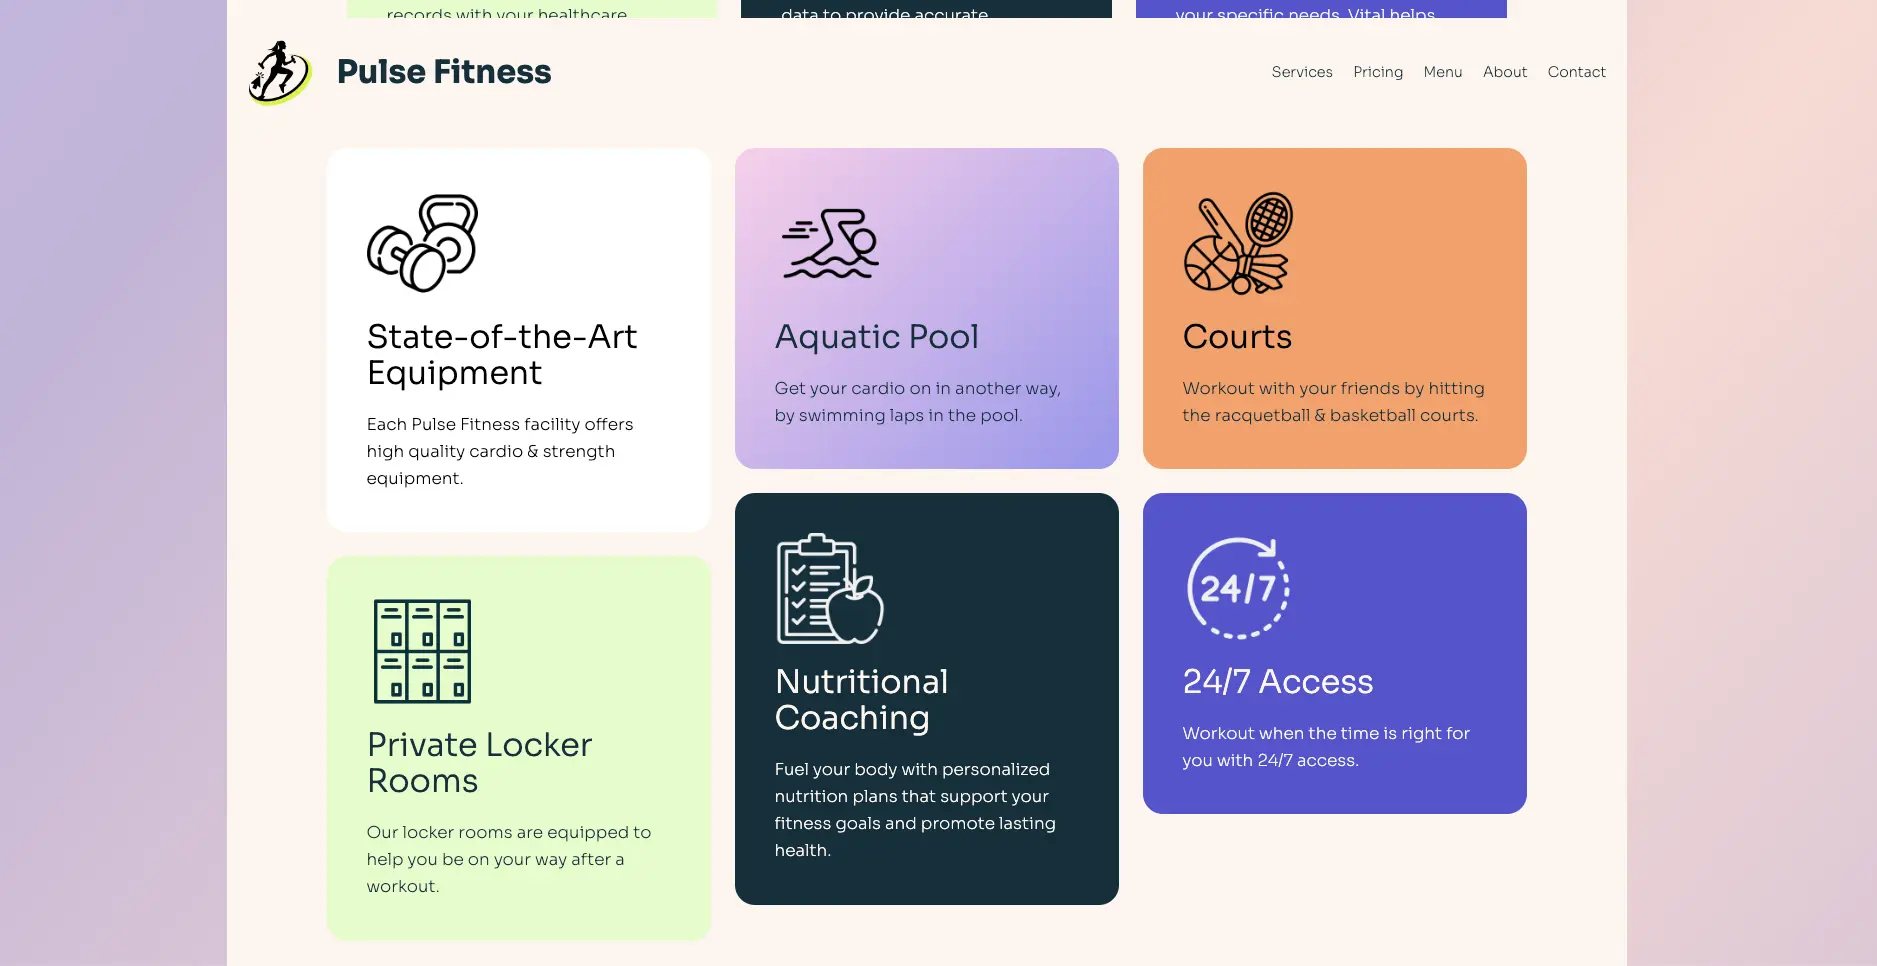 records with your healthcare
data to provide accurate
your specific needs. Vital helps
Pulse Fitness
Services Pricing Menu About Contact
State-of-the-Art
Equipment
Each Pulse Fitness facility offers
high quality cardio & strength
equipment.
Aquatic Pool
Get your cardio on in another way,
by swimming laps in the pool.
Courts
Workout with your friends by hitting
the racquetball & basketball courts.
Private Locker
Rooms
Our locker rooms are equipped to
help you be on your way after a
workout.
Nutritional
Coaching
Fuel your body with personalized
nutrition plans that support your
fitness goals and promote lasting
health.
24/7
24/7 Access
Workout when the time is right for
you with 24/7 access.